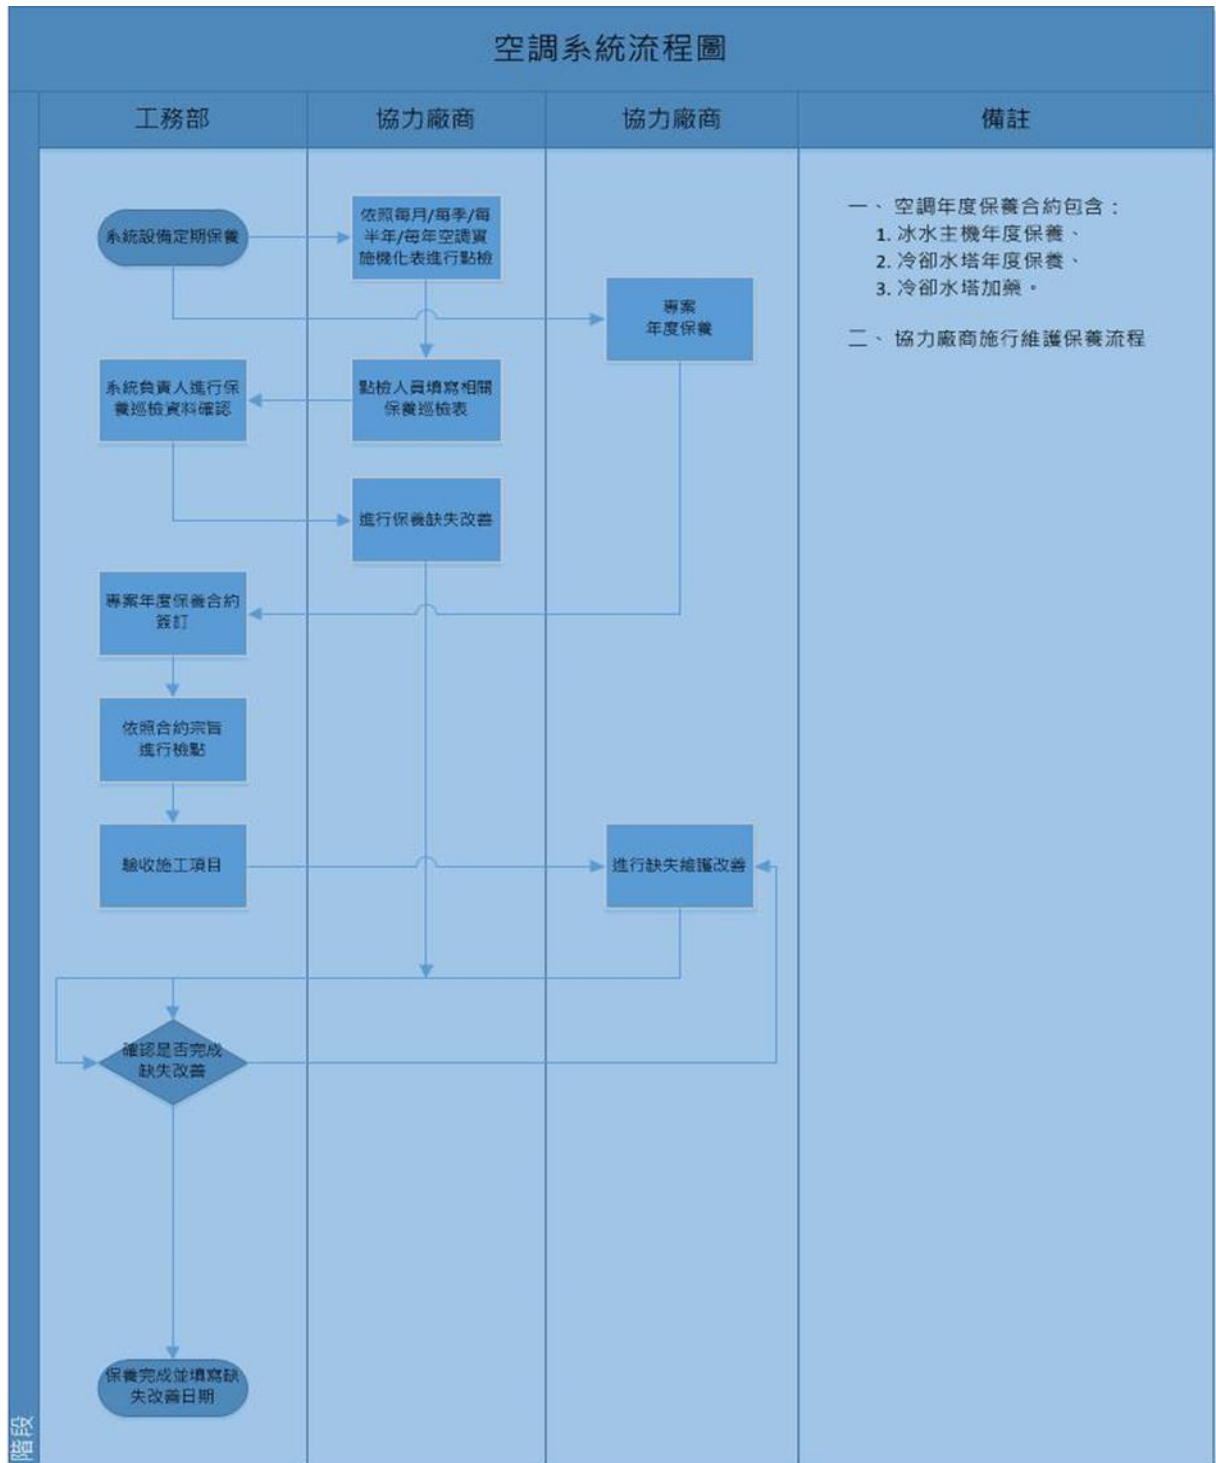 空調系統流程圖
工務部
協力廠商
協力廠商
備註
系統設備定期保養
依照每月/每季/每
半年/每年空調實
施機化表進行點檢
專案
年度保養
系統負責人進行保
養巡檢資料確認
點檢人員填寫相關
保養巡檢表
進行保養缺失改善
專案年度保養合約
簽訂
依照合約宗旨
進行檢點
驗收施工項目
進行缺失維護改善
確認是否完成
缺失改善
保養完成並填寫缺
失改善日期
一、 空調年度保養合約包含：
1. 冰水主機年度保養、
2. 冷卻水塔年度保養、
3. 冷卻水塔加藥。
二、 協力廠商施行維護保養流程
階段